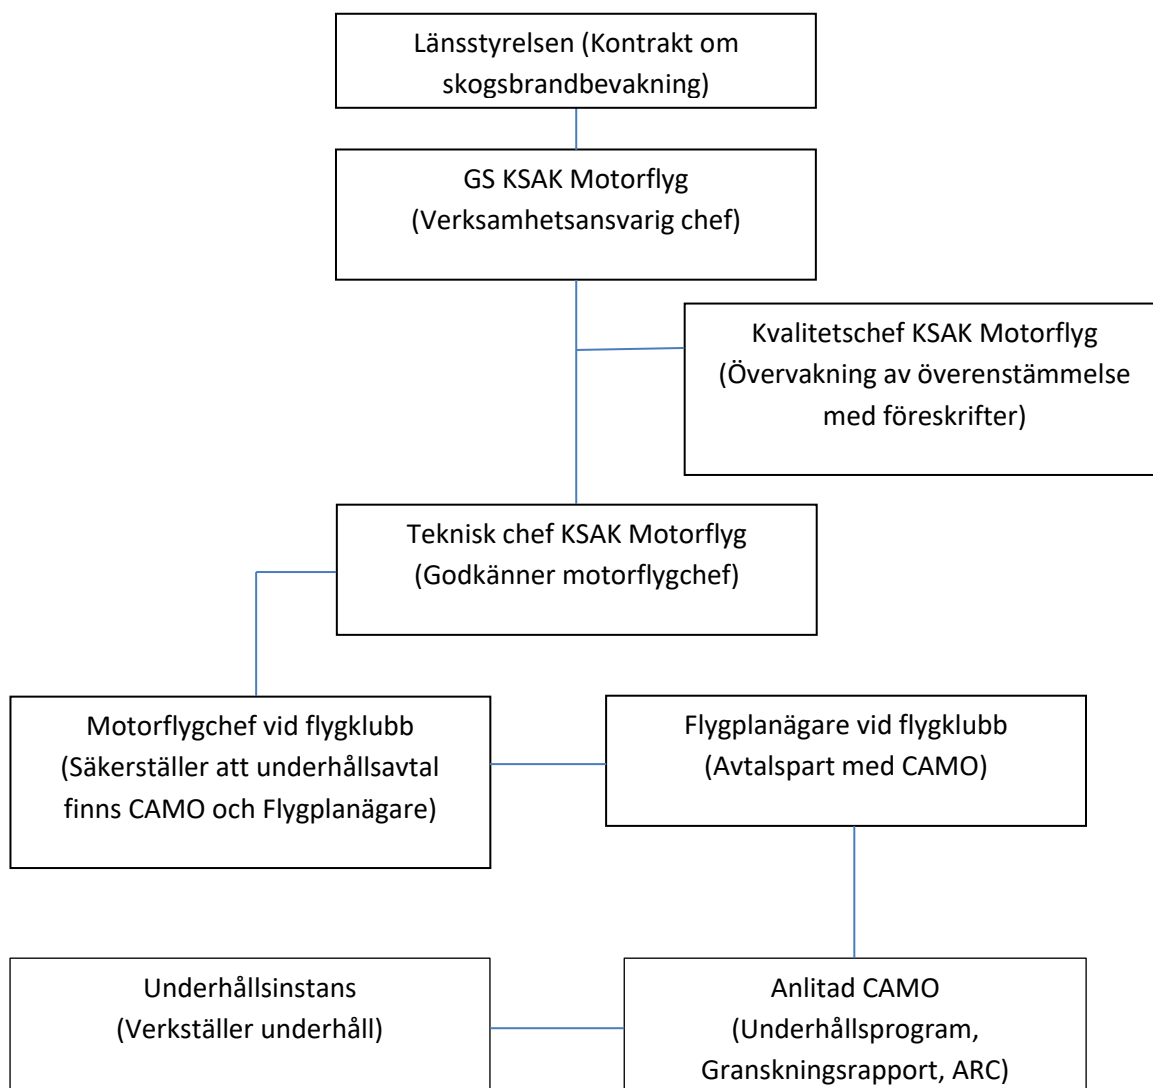 Länsstyrelsen (Kontrakt om
skogsbrandbevakning)
GS KSAK Motorflyg
(Verksamhetsansvarig chef)
Kvalitetschef KSAK Motorflyg
(Övervakning av överenstämmelse
med föreskrifter)
Teknisk chef KSAK Motorflyg
(Godkänner motorflygchef)
Motorflygchef vid flygklubb
(Säkerställer att underhållsavtal
finns CAMO och Flygplanägare)
Flygplanägare vid flygklubb
(Avtalspart med CAMO)
Underhållsinstans
(Verkställer underhåll)
Anlitad CAMO
(Underhållsprogram,
Granskningsrapport, ARC)